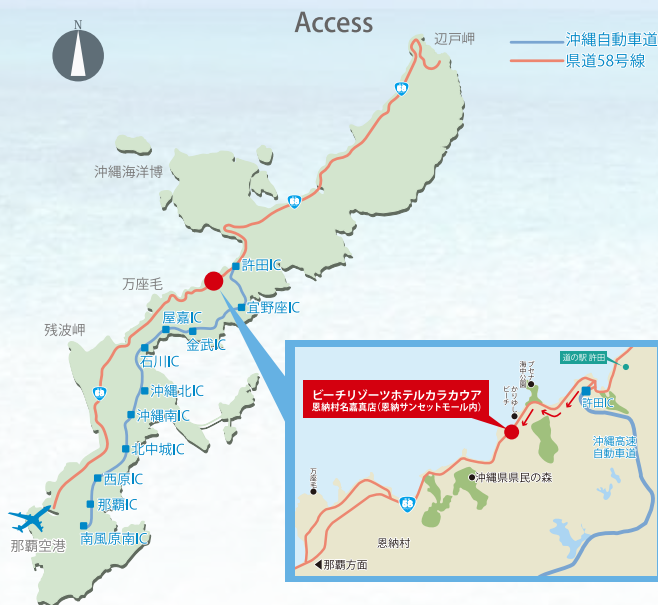 Access
N
辺戸岬
沖縄自動車道
県道58号線
58
沖縄海洋博
58
許田IC
万座毛
宜野座IC
屋嘉IC
残波岬
金武IC
石川IC
58
沖縄北IC
沖縄南IC
北中城IC
西原IC
那覇IC
那覇空港
南風原南IC
道の駅 許田
ブセナ
海中公園
かりゆし
ビーチ
ビーチリゾーツホテルカラカウア
恩納村名嘉真店(恩納サンセットモール内)
許田IC
沖縄高速
自動車道
万座毛
沖縄県県民の森
58
恩納村
◀那覇方面